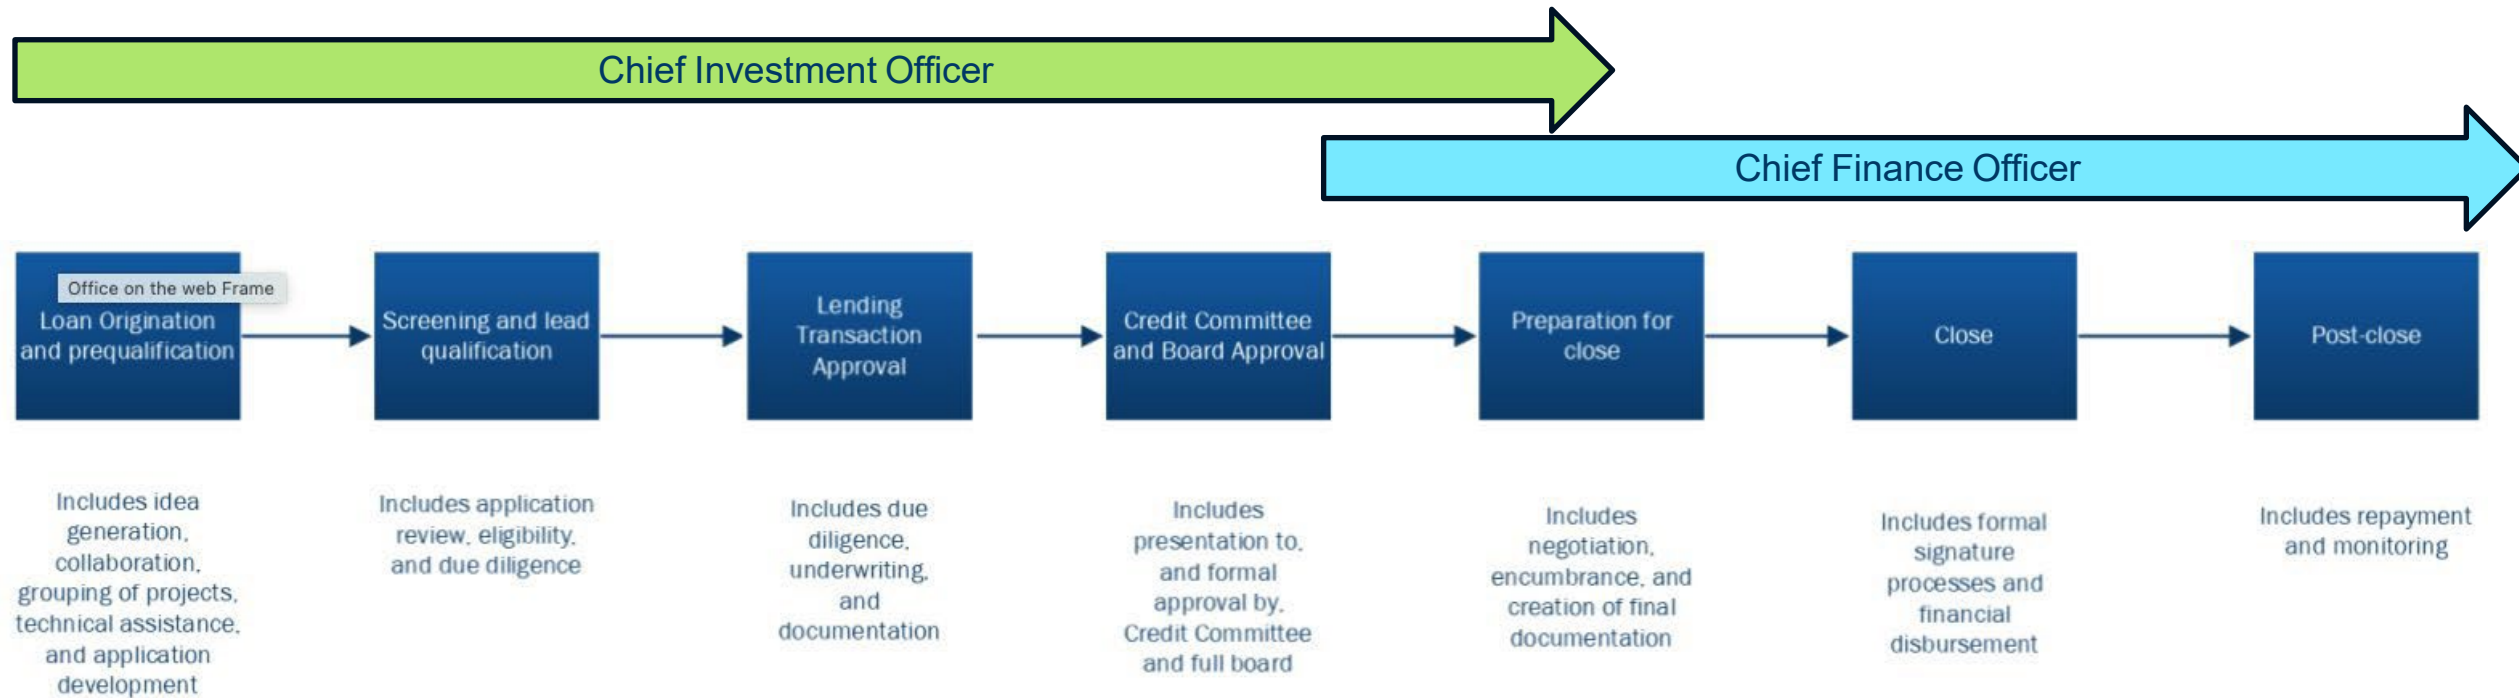 Chief Investment Officer
Chief Finance Officer
Office on the web Frame
Loan Origination
and prequalification
Screening and lead
qualification
Lending
Transaction
Approval
Credit Committee
and Board Approval
Preparation for
close
Close
Post-close
Includes idea
generation,
collaboration,
grouping of projects,
technical assistance,
and application
development
Includes application
review, eligibility,
and due diligence
Includes due
diligence,
underwriting,
and
documentation
Includes
presentation to,
and formal
approval by,
Credit Committee
and full board
Includes
negotiation,
encumbrance, and
creation of final
documentation
Includes formal
signature
processes and
financial
disbursement
Includes repayment
and monitoring